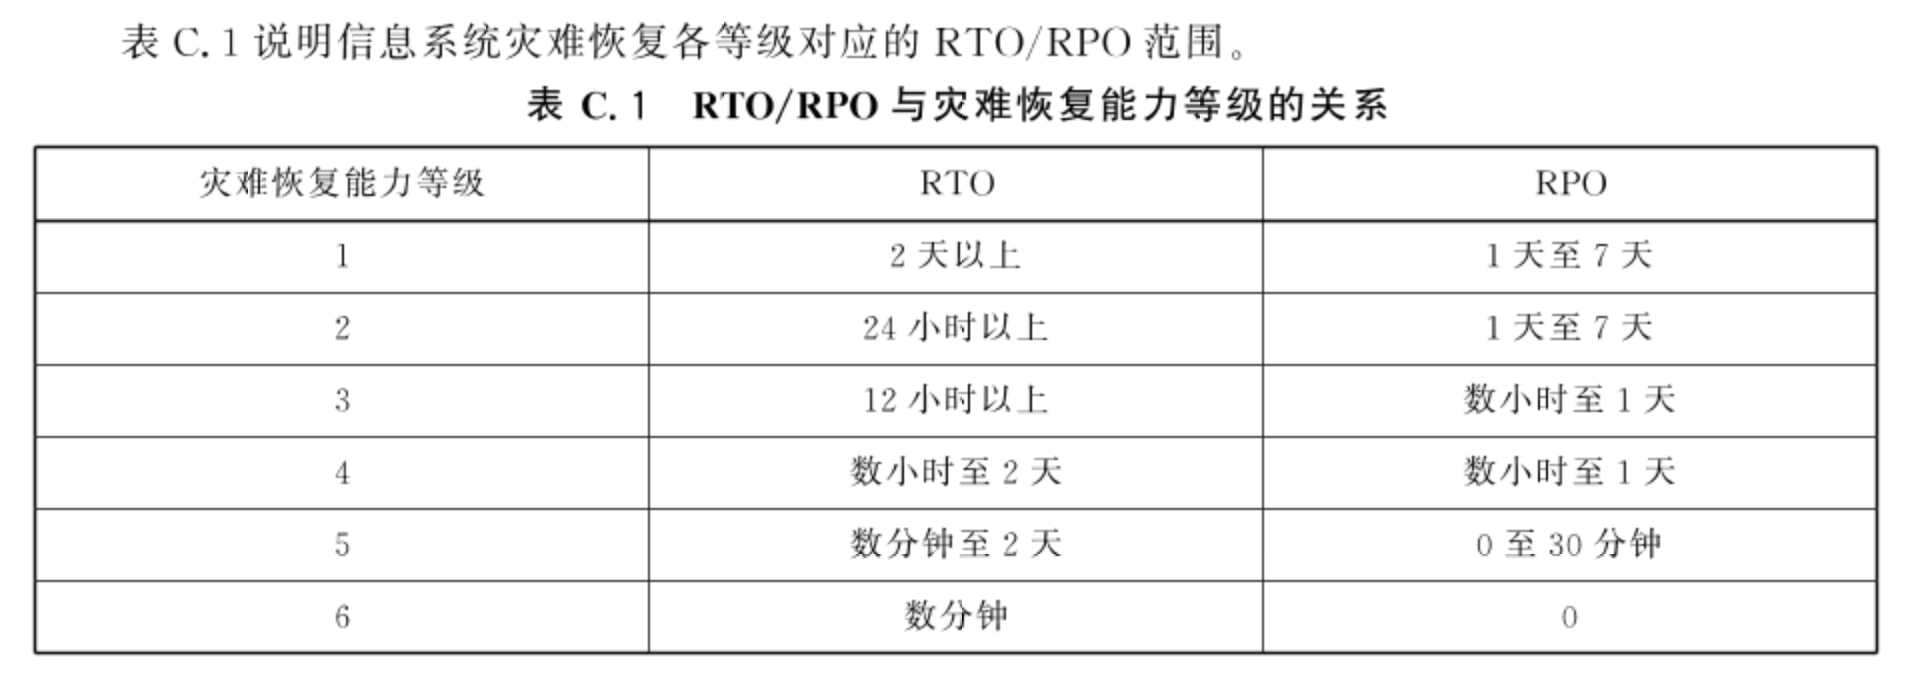 表 C.1 说明信息系统灾难恢复各等级对应的 RTO/RPO 范围。
表 C.1 RTO/RPO 与灾难恢复能力等级的关系
灾难恢复能力等级 RTO RPO
1 2 天以上 1 天至 7 天
2 24 小时以上 1 天至 7 天
3 12 小时以上 数小时至 1 天
4 数小时至 2 天 数小时至 1 天
5 数分钟至 2 天 0 至 30 分钟
6 数分钟 0